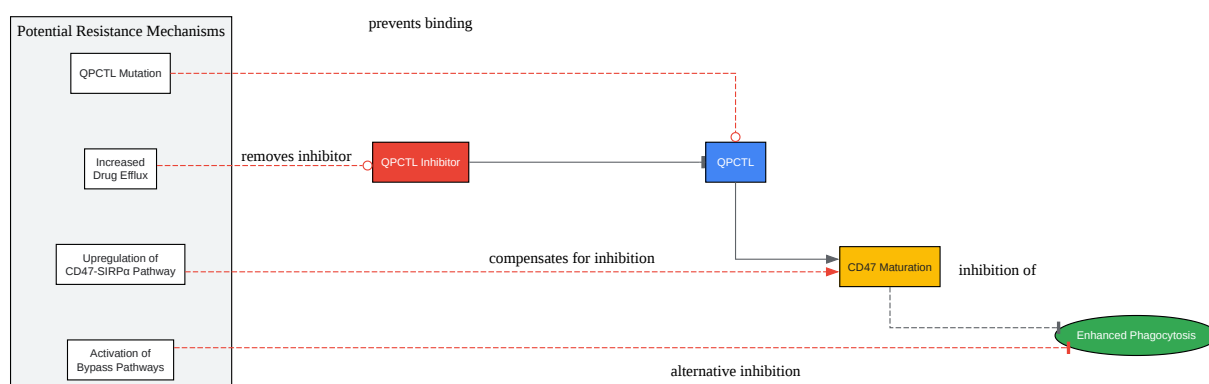 Potential Resistance Mechanisms
prevents binding
QPCTL Mutation
Increased
Drug Efflux
removes inhibitor
QPCTL Inhibitor
QPCTL
Upregulation of
CD47-SIRPα Pathway
compensates for inhibition
CD47 Maturation
inhibition of
Enhanced Phagocytosis
Activation of
Bypass Pathways
alternative inhibition